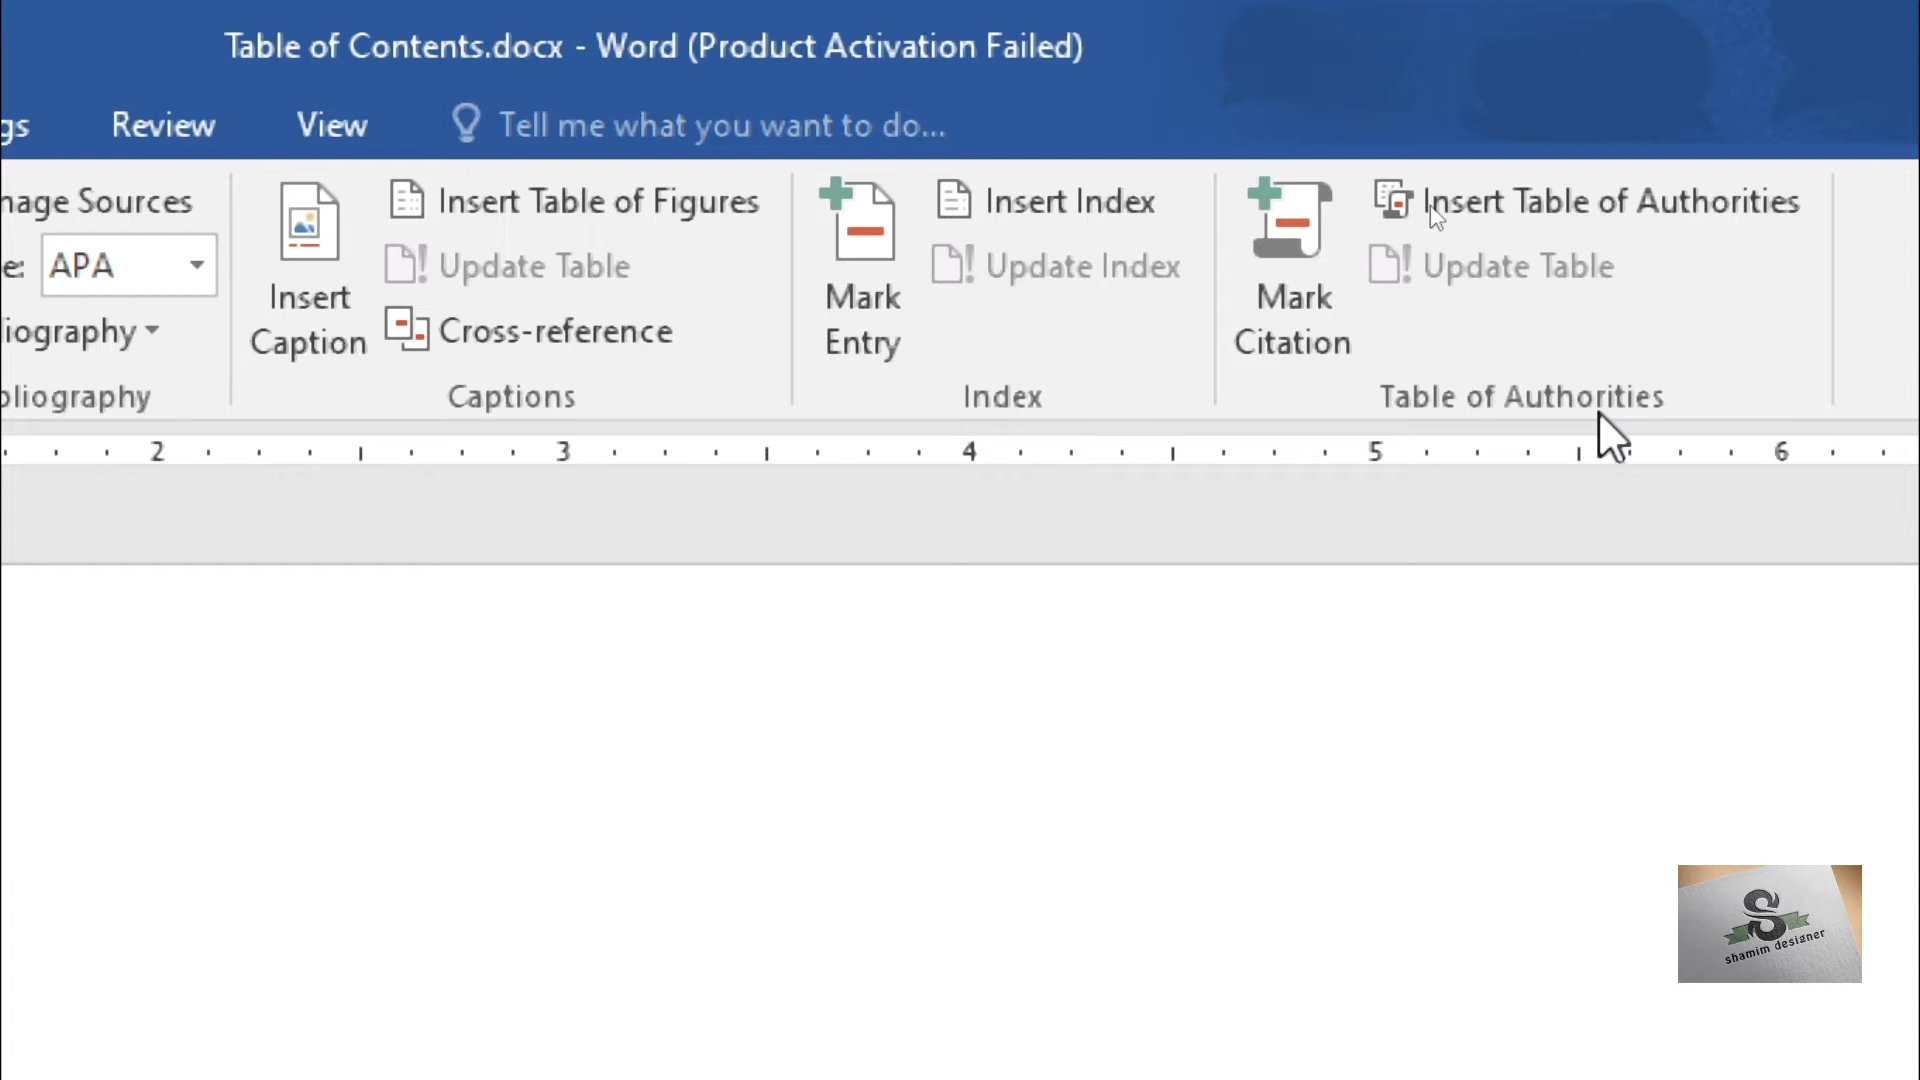 Table of Contents.docx - Word (Product Activation Failed)
gs Review View Tell me what you want to do...
nage Sources
e: APA
iography
bliography
Insert Caption
Insert Table of Figures
Update Table
Cross-reference
Captions
Mark Entry
Insert Index
Update Index
Index
Mark Citation
Insert Table of Authorities
Update Table
Table of Authorities
2 3 4 5 6
shamim designer